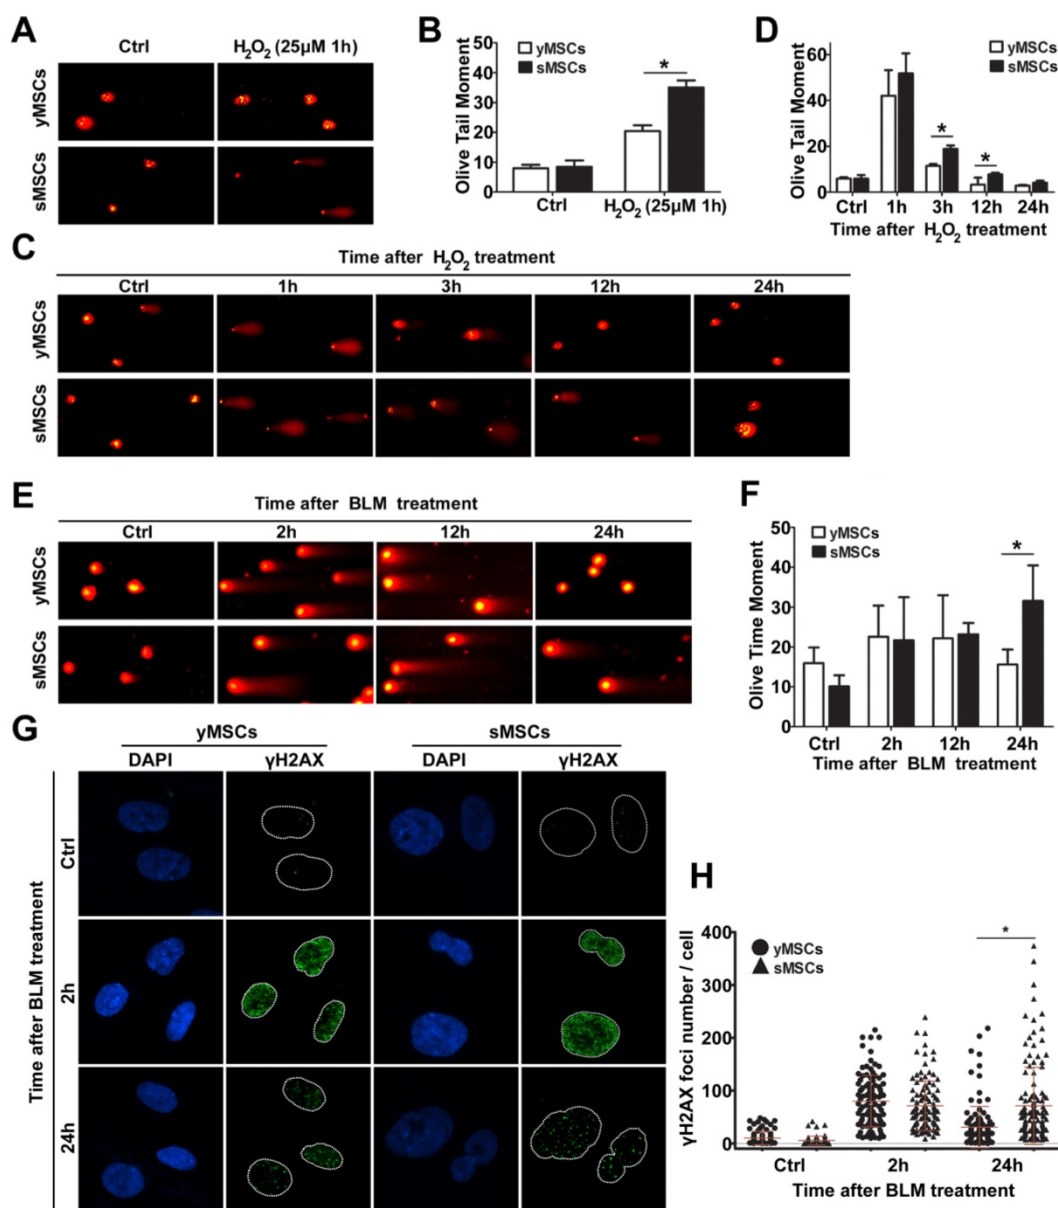 A
Ctrl
H₂O₂ (25μM 1h)
yMSCs
sMSCs
B
Olive Tail Moment
50
40
30
20
10
0
yMSCs
sMSCs
*
Ctrl
H₂O₂ (25μM 1h)
D
Olive Tail Moment
60
40
20
0
yMSCs
sMSCs
*
*
Ctrl 1h 3h 12h 24h
Time after H₂O₂ treatment
C
Time after H₂O₂ treatment
Ctrl 1h 3h 12h 24h
yMSCs
sMSCs
E
Time after BLM treatment
Ctrl 2h 12h 24h
yMSCs
sMSCs
F
Olive Time Moment
50
40
30
20
10
0
yMSCs
sMSCs
*
Ctrl 2h 12h 24h
Time after BLM treatment
G
yMSCs sMSCs
DAPI γH2AX DAPI γH2AX
Time after BLM treatment
Ctrl
2h
24h
H
γH2AX foci number / cell
400
300
200
100
0
yMSCs
sMSCs
*
Ctrl 2h 24h
Time after BLM treatment